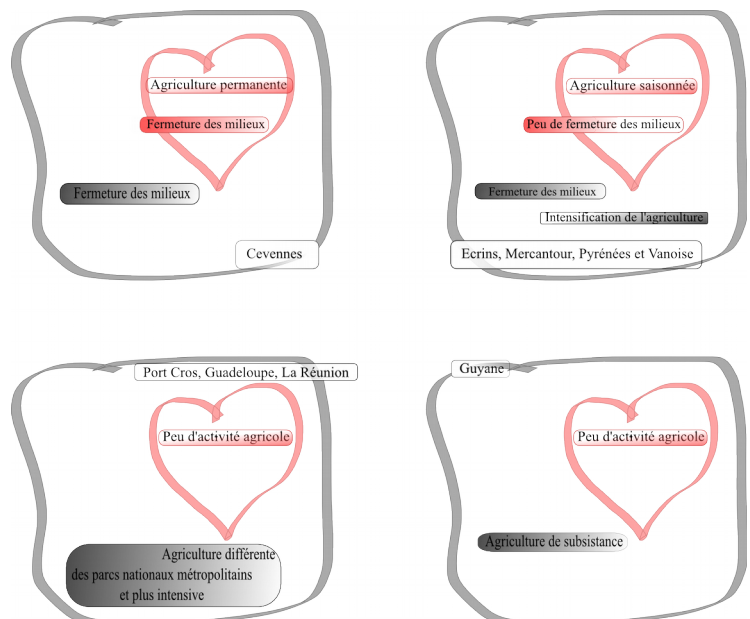 Agriculture permanente
Fermeture des milieux
Fermeture des milieux
Cevennes
Agriculture saisonnée
Peu de fermeture des milieux
Fermeture des milieux
Intensification de l'agriculture
Ecrins, Mercantour, Pyrénées et Vanoise
Port Cros, Guadeloupe, La Réunion
Peu d'activité agricole
Agriculture différente
des parcs nationaux métropolitains
et plus intensive
Guyane
Peu d'activité agricole
Agriculture de subsistance